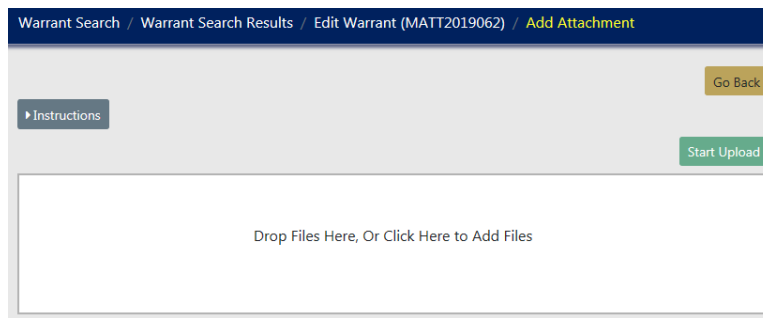 Warrant Search / Warrant Search Results / Edit Warrant (MATT2019062) / Add Attachment
Go Back
Instructions
Start Upload
Drop Files Here, Or Click Here to Add Files